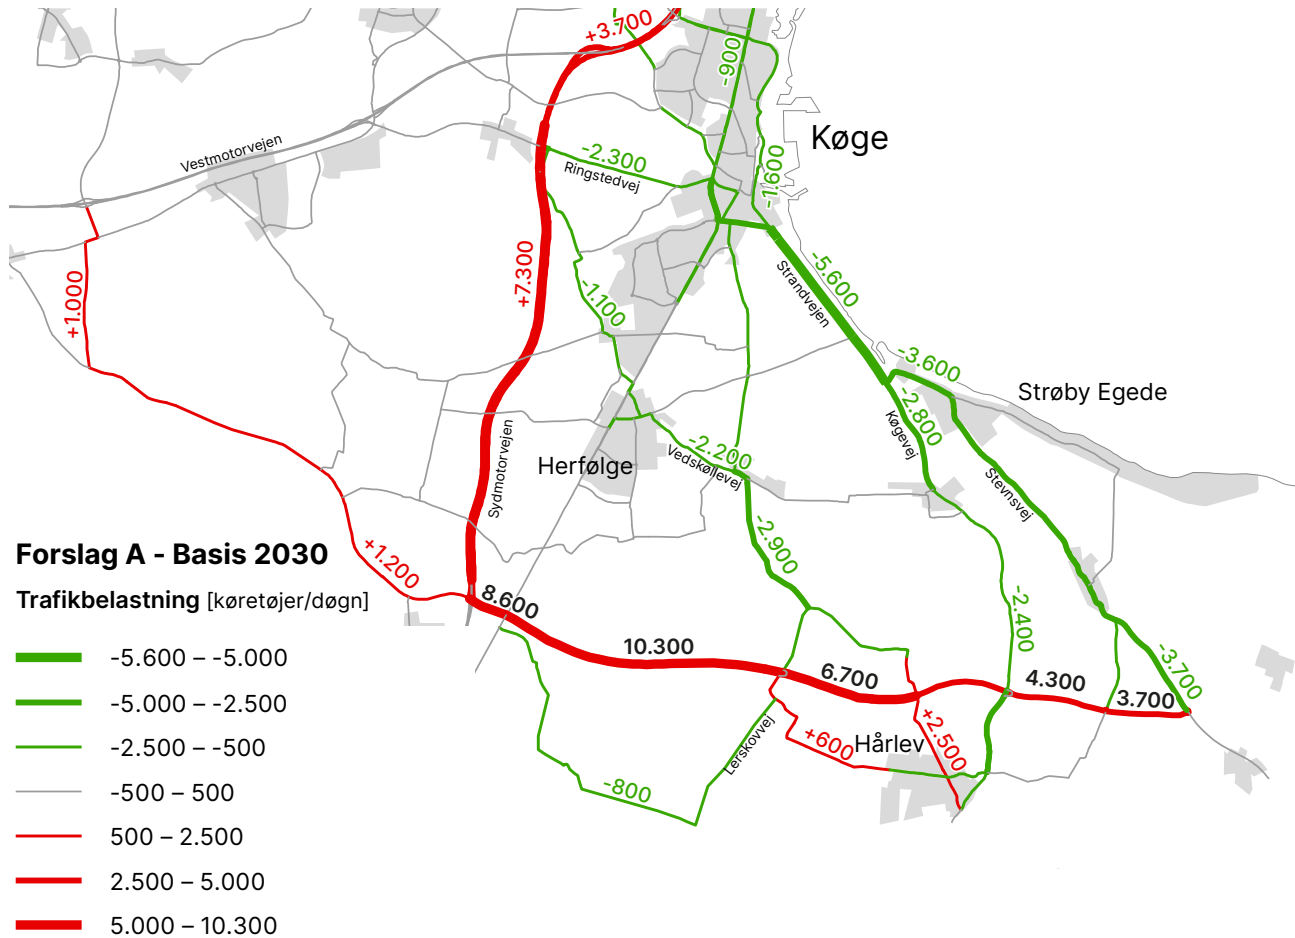 +3.700
-900
Køge
Vestmotorvejen
-2.300
Ringstedvej
-1.600
+7.300
-5.600
Strandvejen
+1.000
-1.100
-3.600
Strøby Egede
-2.800
Køgevej
-2.200
Vedskøllevej
Herfølge
Sydmotorvejen
Stevnsvej
-2.900
+1.200
8.600
-2.400
10.300
6.700
4.300
-3.700
3.700
+2.500
+600
Hårlev
Lerskovvej
-800
Forslag A - Basis 2030
Trafikbelastning [køretøjer/døgn]
-5.600 – -5.000
-5.000 – -2.500
-2.500 – -500
-500 – 500
500 – 2.500
2.500 – 5.000
5.000 – 10.300